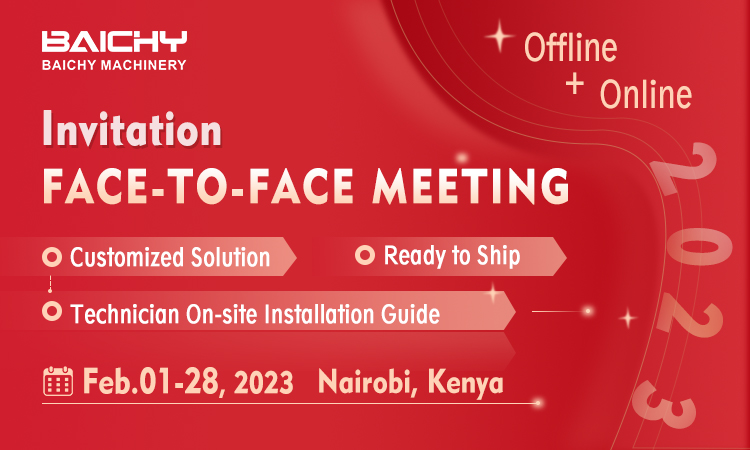 BAICHY
BAICHY MACHINERY
Offline
+
Online
Invitation
FACE-TO-FACE MEETING
Customized Solution
Ready to Ship
Technician On-site Installation Guide
Feb.01-28, 2023 Nairobi, Kenya
2023